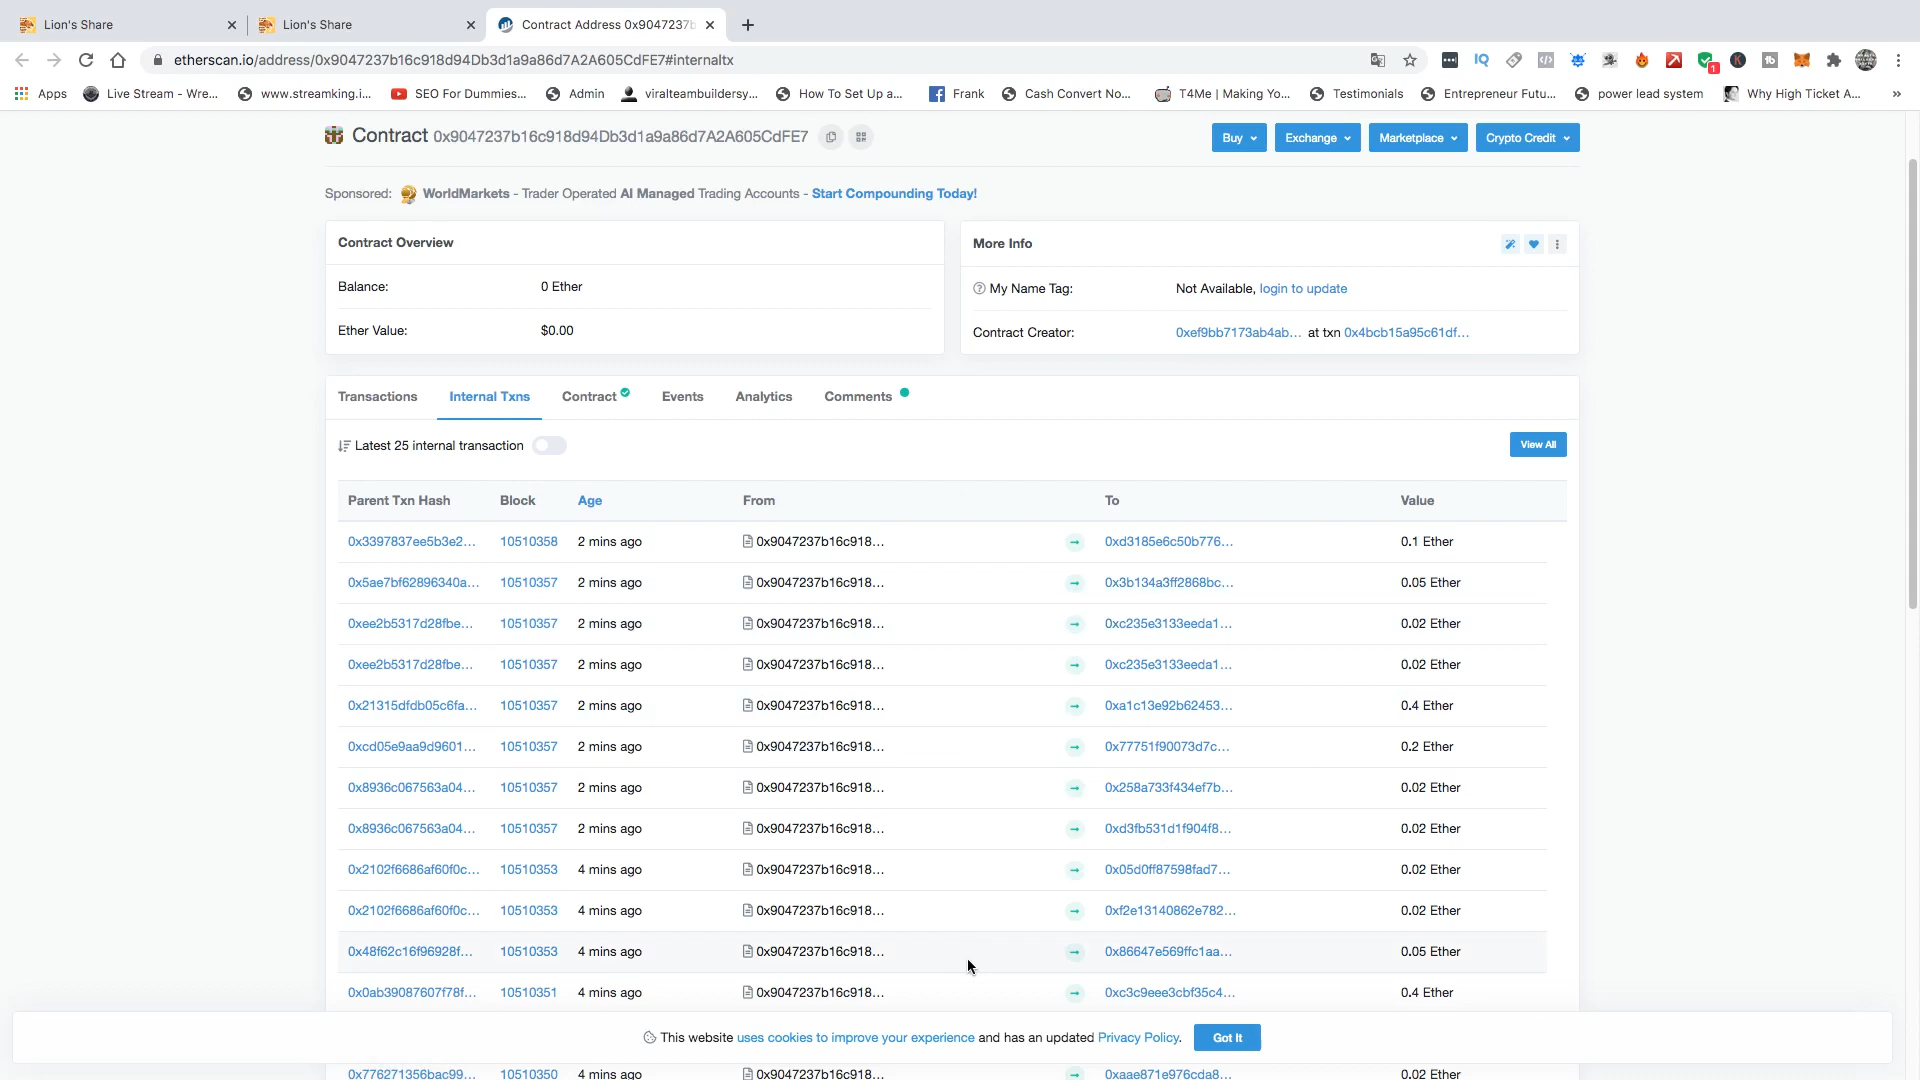 Lion's Share
Lion's Share
Contract Address 0x9047237b
etherscan.io/address/0x9047237b16c918d94Db3d1a9a86d7A2A605CdFE7#internaltx
IQ
1
K
tb
Apps
Live Stream - Wre...
www.streamking.i...
SEO For Dummies...
Admin
viralteambuildersy...
How To Set Up a...
Frank
Cash Convert No...
T4Me | Making Yo...
Testimonials
Entrepreneur Futu...
power lead system
Why High Ticket A...
»
Contract 0x9047237b16c918d94Db3d1a9a86d7A2A605CdFE7
Buy
Exchange
Marketplace
Crypto Credit
Sponsored: WorldMarkets - Trader Operated AI Managed Trading Accounts - Start Compounding Today!
Contract Overview
Balance: 0 Ether
Ether Value: $0.00
More Info
My Name Tag: Not Available, login to update
Contract Creator: 0xef9bb7173ab4ab... at txn 0x4bcb15a95c61df...
Transactions
Internal Txns
Contract
Events
Analytics
Comments
Latest 25 internal transaction
View All
Parent Txn Hash Block Age From To Value
0x3397837ee5b3e2... 10510358 2 mins ago 0x9047237b16c918... 0xd3185e6c50b776... 0.1 Ether
0x5ae7bf62896340a... 10510357 2 mins ago 0x9047237b16c918... 0x3b134a3ff2868bc... 0.05 Ether
0xee2b5317d28fbe... 10510357 2 mins ago 0x9047237b16c918... 0xc235e3133eeda1... 0.02 Ether
0xee2b5317d28fbe... 10510357 2 mins ago 0x9047237b16c918... 0xc235e3133eeda1... 0.02 Ether
0x21315dfdb05c6fa... 10510357 2 mins ago 0x9047237b16c918... 0xa1c13e92b62453... 0.4 Ether
0xcd05e9aa9d9601... 10510357 2 mins ago 0x9047237b16c918... 0x77751f90073d7c... 0.2 Ether
0x8936c067563a04... 10510357 2 mins ago 0x9047237b16c918... 0x258a733f434ef7b... 0.02 Ether
0x8936c067563a04... 10510357 2 mins ago 0x9047237b16c918... 0xd3fb531d1f904f8... 0.02 Ether
0x2102f6686af60f0c... 10510353 4 mins ago 0x9047237b16c918... 0x05d0ff87598fad7... 0.02 Ether
0x2102f6686af60f0c... 10510353 4 mins ago 0x9047237b16c918... 0xf2e13140862e782... 0.02 Ether
0x48f62c16f96928f... 10510353 4 mins ago 0x9047237b16c918... 0x86647e569ffc1aa... 0.05 Ether
0x0ab39087607f78f... 10510351 4 mins ago 0x9047237b16c918... 0xc3c9eee3cbf35c4... 0.4 Ether
This website uses cookies to improve your experience and has an updated Privacy Policy.
Got It
0x776271356bac99... 10510350 4 mins ago 0x9047237b16c918... 0xaae871e976cda8... 0.02 Ether